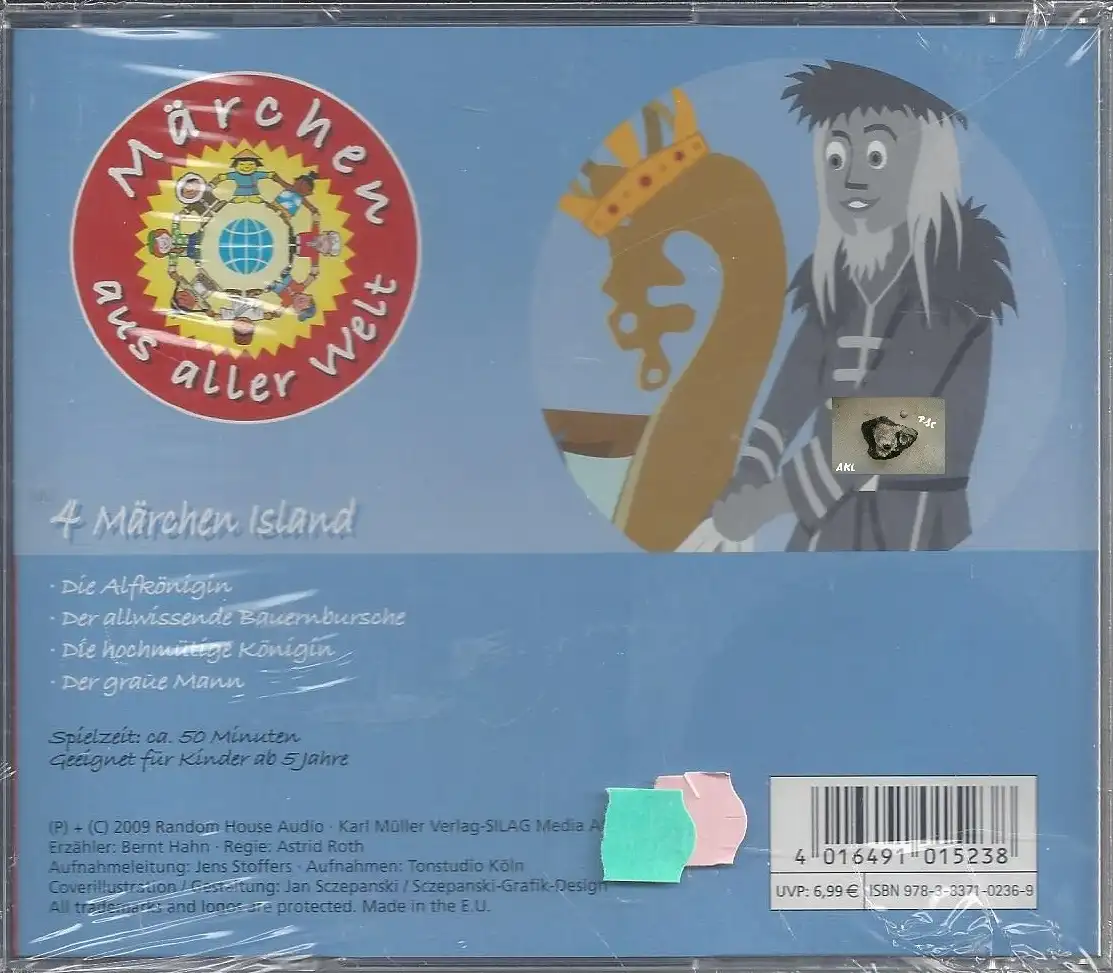 Märchen
aus aller Welt
4 Märchen Island
· Die Alfkönigin
· Der allwissende Bauernbursche
· Die hochmütige Königin
· Der graue Mann
Spielzeit: ca. 50 Minuten
Geeignet für Kinder ab 5 Jahre
(P) + (C) 2009 Random House Audio · Karl Müller Verlag-SILAG Media
Erzähler: Bernt Hahn · Regie: Astrid Roth
Aufnahmeleitung: Jens Stoffers · Aufnahmen: Tonstudio Köln
Coverillustration / Gestaltung: Jan Sczepanski / Sczepanski-Grafik-Design
All trademarks and logos are protected. Made in the E.U.
AKL
4 016491 015238
UVP: 6,99 € ISBN 978-3-8371-0236-9